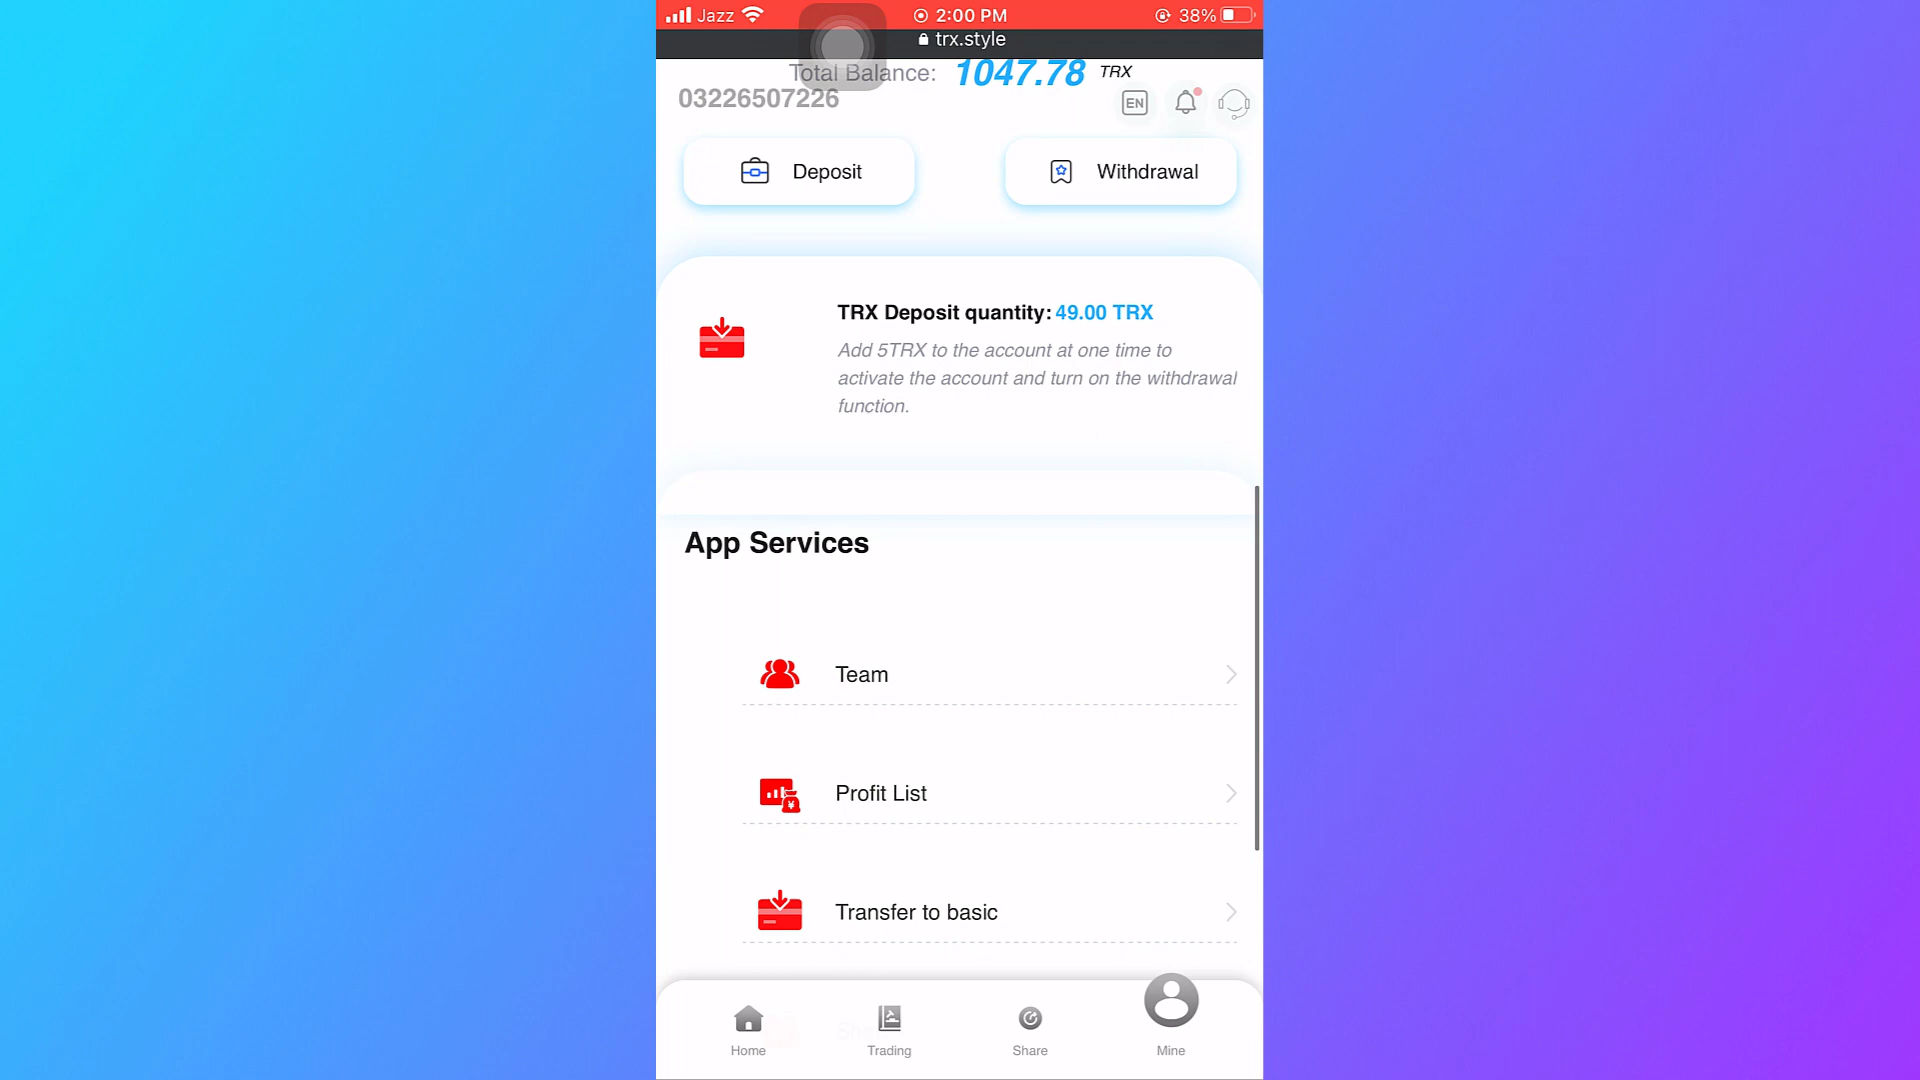 Jazz
2:00 PM
38%
trx.style
Total Balance: 1047.78 TRX
03226507226
EN
Deposit
Withdrawal
TRX Deposit quantity: 49.00 TRX
Add 5TRX to the account at one time to
activate the account and turn on the withdrawal
function.
App Services
Team
Profit List
Transfer to basic
Home
Trading
Share
Mine